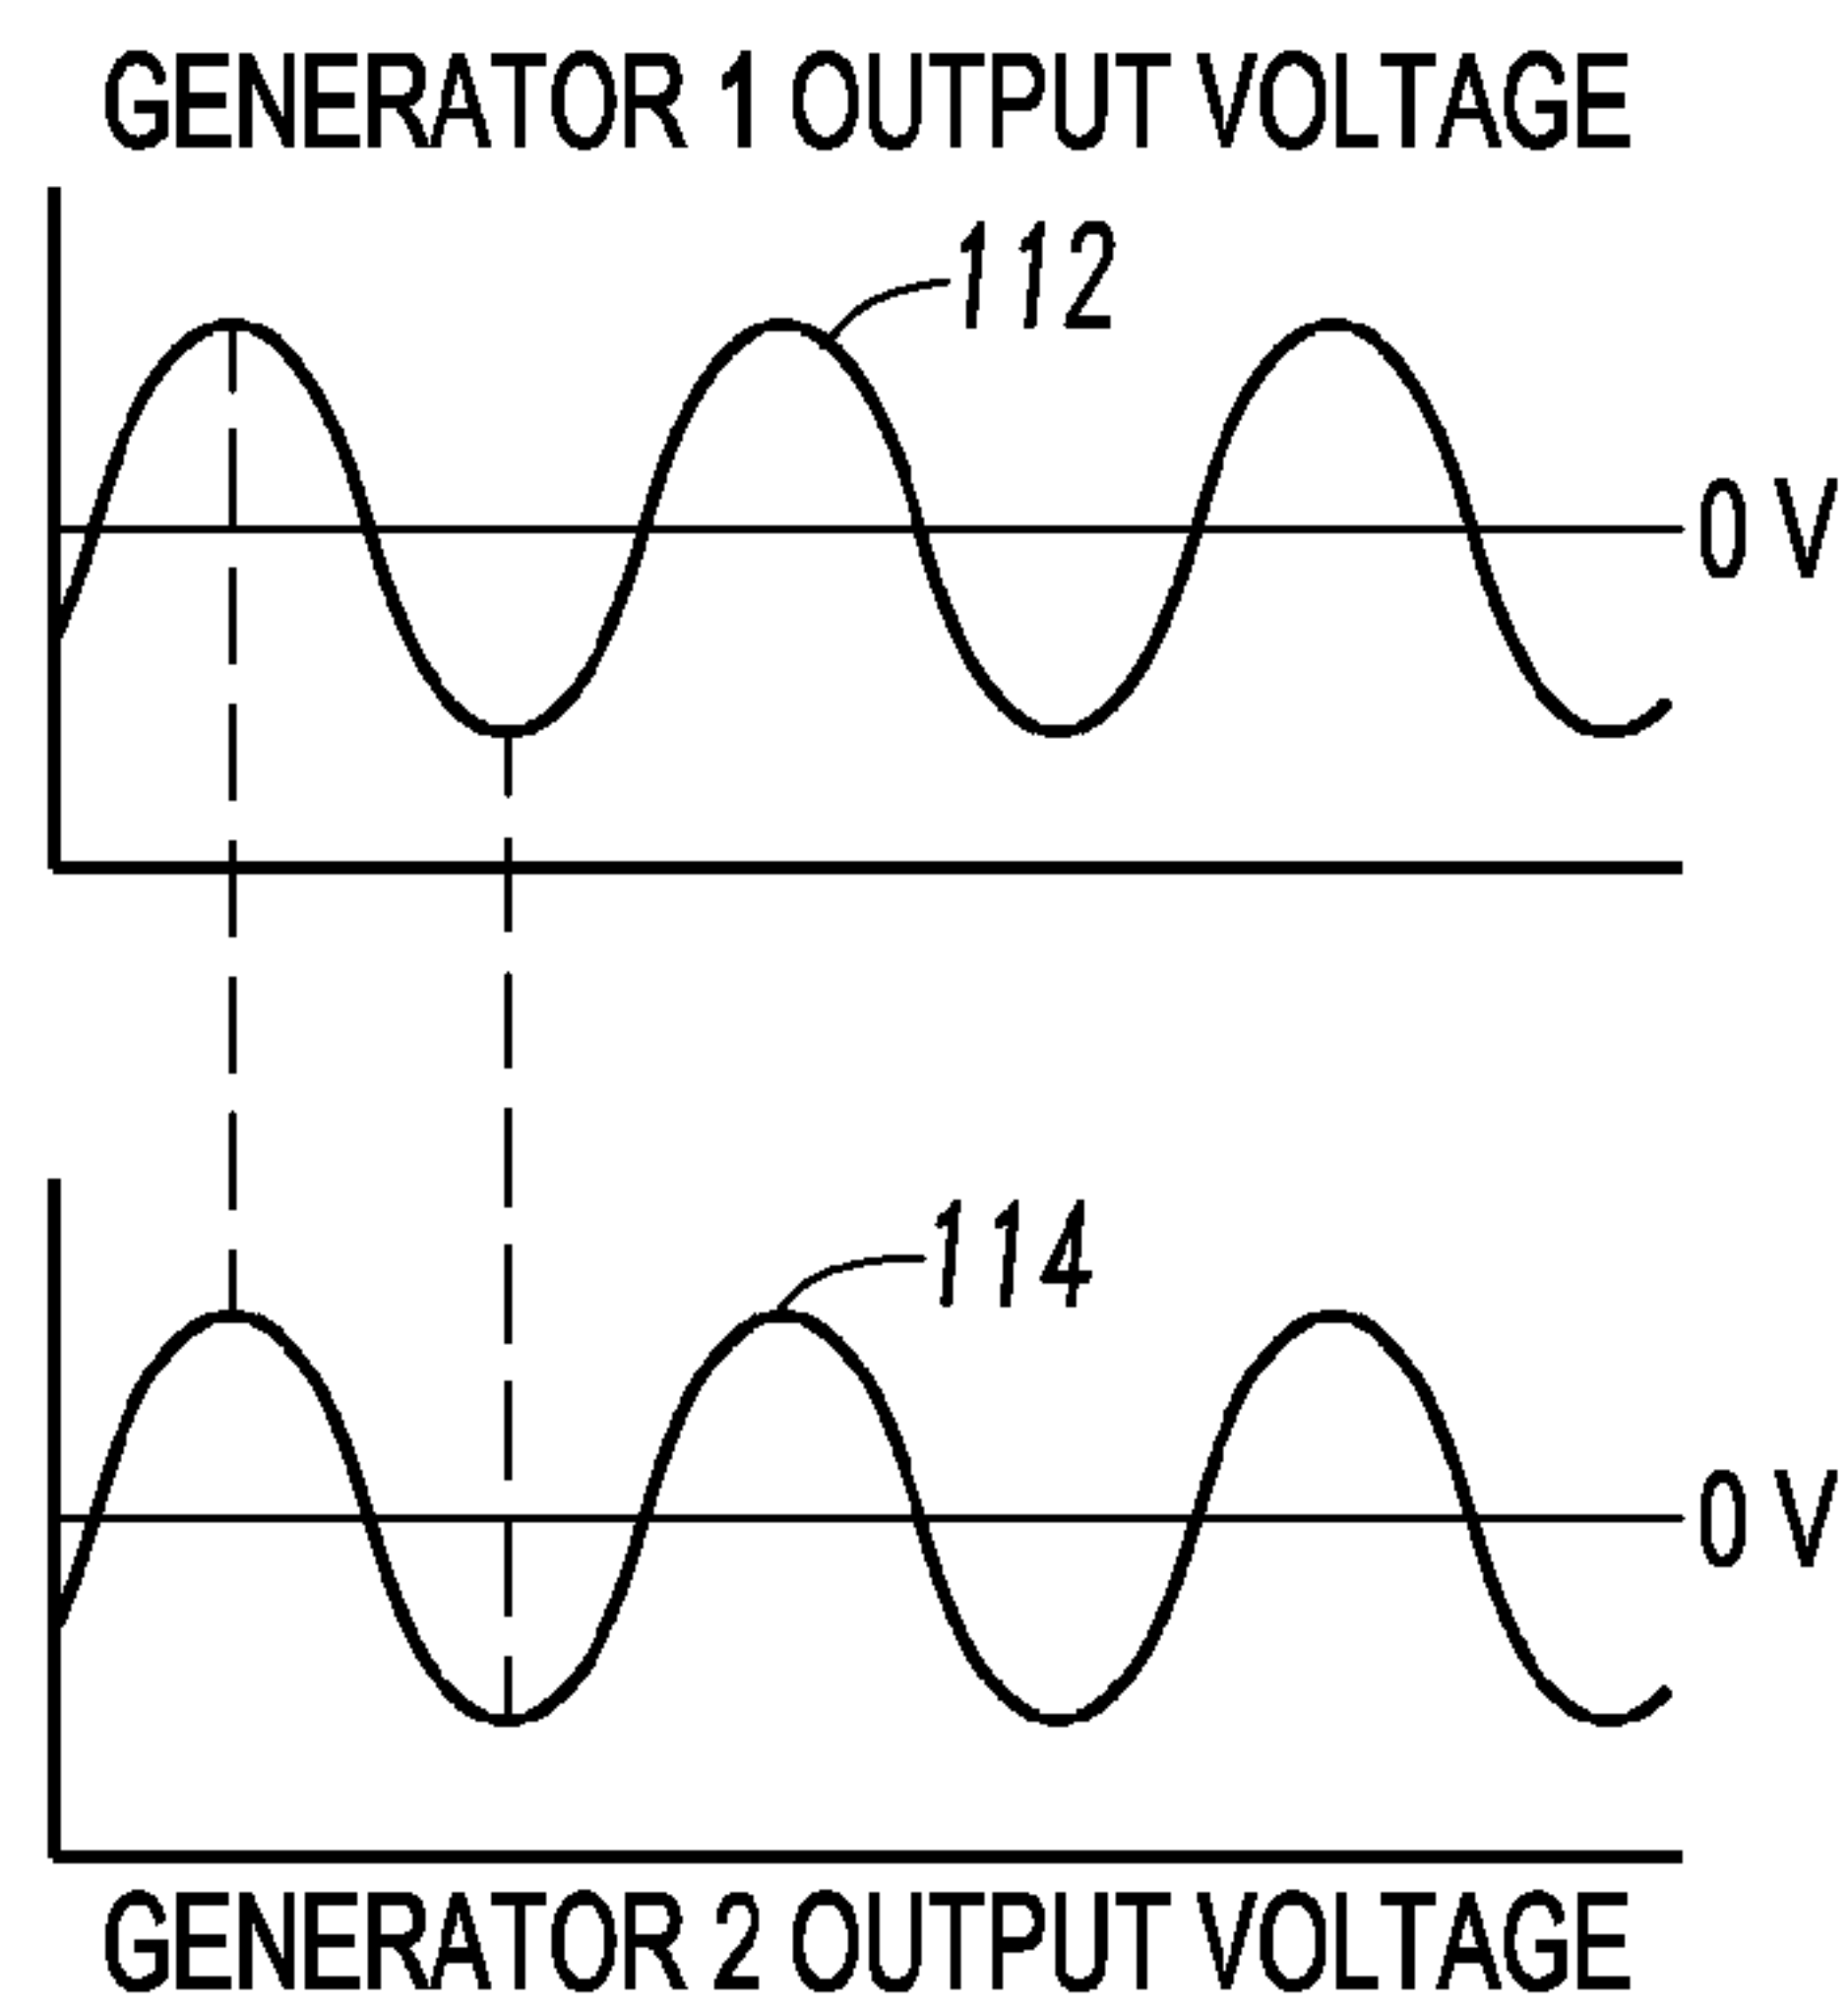 GENERATOR 1 OUTPUT VOLTAGE
112
0 V
114
0 V
GENERATOR 2 OUTPUT VOLTAGE